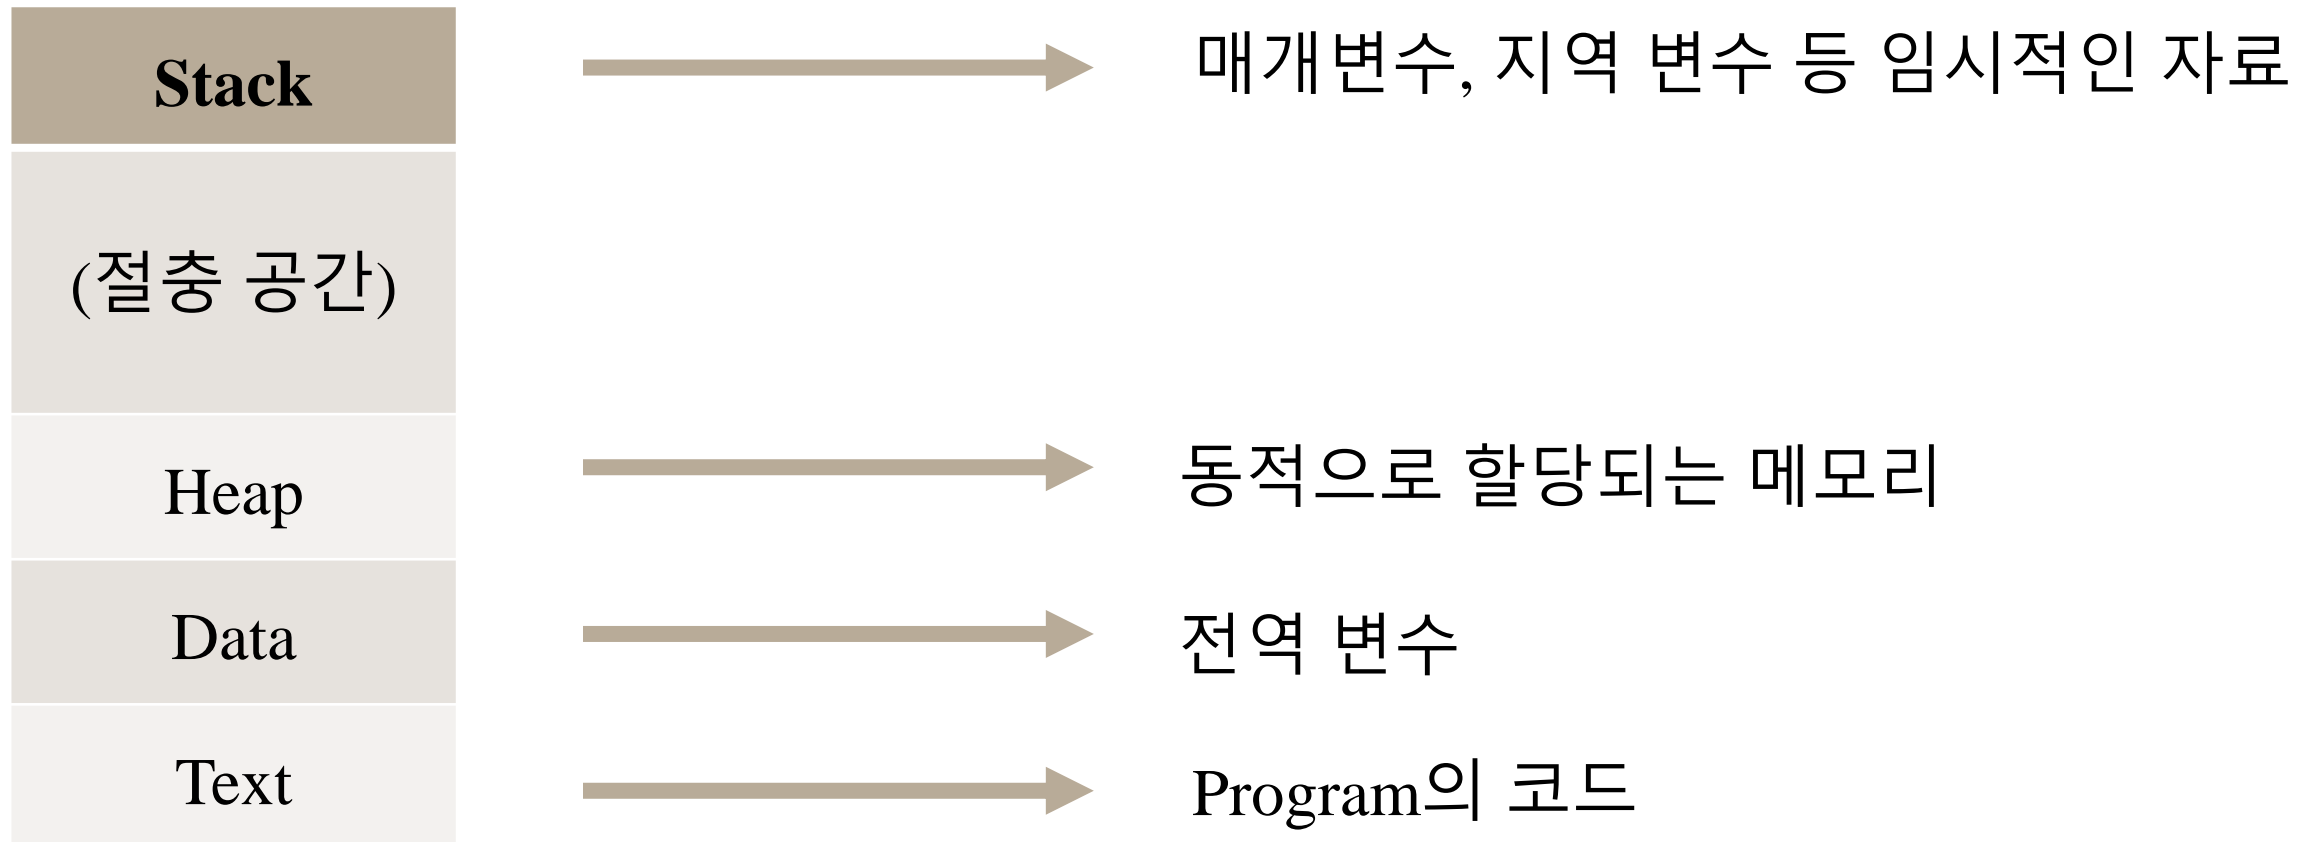 Stack
매개변수, 지역 변수 등 임시적인 자료
(절충 공간)
Heap
동적으로 할당되는 메모리
Data
전역 변수
Text
Program의 코드